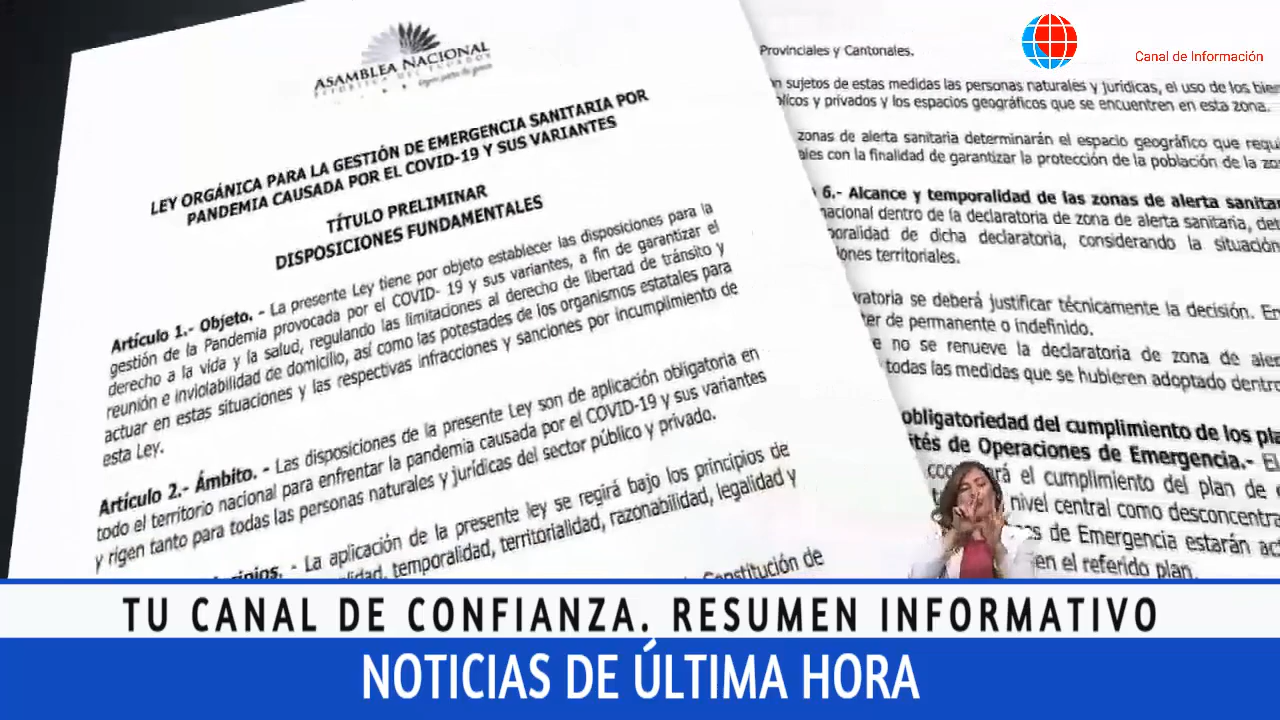 ASAMBLEA NACIONAL
REPÚBLICA DEL ECUADOR
LEY ORGÁNICA PARA LA GESTIÓN DE EMERGENCIA SANITARIA POR
PANDEMIA CAUSADA POR EL COVID-19 Y SUS VARIANTES
TÍTULO PRELIMINAR
DISPOSICIONES FUNDAMENTALES
Artículo 1.- Objeto. - La presente Ley tiene por objeto establecer las disposiciones para la
gestión de la Pandemia provocada por el COVID- 19 y sus variantes, a fin de garantizar el
derecho a la vida y la salud, regulando las limitaciones al derecho de libertad de tránsito y
reunión e inviolabilidad de domicilio, así como las potestades de los organismos estatales para
actuar en estas situaciones y las respectivas infracciones y sanciones por incumplimiento de
esta Ley.
Artículo 2.- Ámbito. - Las disposiciones de la presente Ley son de aplicación obligatoria en
todo el territorio nacional para enfrentar la pandemia causada por el COVID-19 y sus variantes
y rigen tanto para todas las personas naturales y jurídicas del sector público y privado.
- La aplicación de la presente ley se regirá bajo los principios de
temporalidad, territorialidad, razonabilidad, legalidad y
Constitución de
Provinciales y Cantonales.
sujetos de estas medidas las personas naturales y jurídicas, el uso de los
y privados y los espacios geográficos que se encuentren en esta zona.
zonas de alerta sanitaria determinarán el espacio geográfico que
con la finalidad de garantizar la protección de la población de la
6.- Alcance y temporalidad de las zonas de alerta
nacional dentro de la declaratoria de zona de alerta sanitaria,
de dicha declaratoria, considerando la situación
territoriales.
se deberá justificar técnicamente la decisión.
de permanente o indefinido.
no se renueve la declaratoria de zona de
todas las medidas que se hubieren adoptado
obligatoriedad del cumplimiento de los
de Operaciones de Emergencia.- El
el cumplimiento del plan de
nivel central como
de Emergencia estarán
en el referido plan.
Canal de Información
TU CANAL DE CONFIANZA. RESUMEN INFORMATIVO
NOTICIAS DE ÚLTIMA HORA